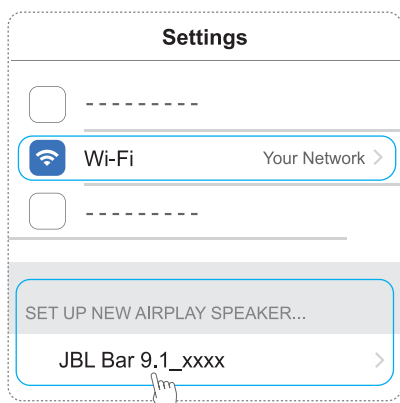 Settings
---------
Wi-Fi Your Network >
---------
SET UP NEW AIRPLAY SPEAKER...
JBL Bar 9.1_xxxx >